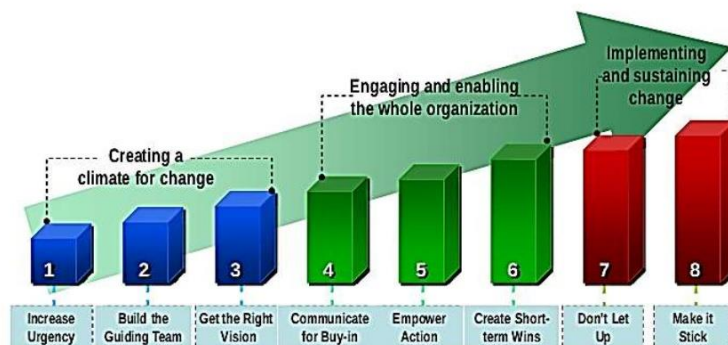 Implementing
and sustaining
change
Engaging and enabling
the whole organization
Creating a
climate for change
1
2
3
4
5
6
7
8
Increase
Urgency
Build the
Guiding Team
Get the Right
Vision
Communicate
for Buy-in
Empower
Action
Create Short-
term Wins
Don't Let
Up
Make it
Stick